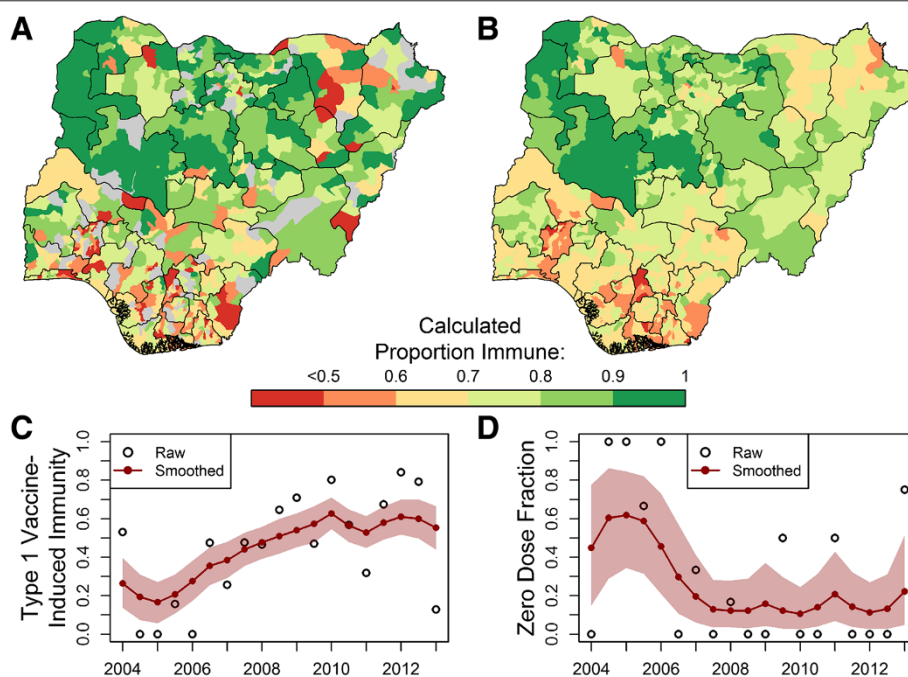 A
B
Calculated
Proportion Immune:
<0.5 0.6 0.7 0.8 0.9 1
C
Type 1 Vaccine-
Induced Immunity
0.0 0.2 0.4 0.6 0.8 1.0
Raw
Smoothed
2004 2006 2008 2010 2012
D
Zero Dose Fraction
0.0 0.2 0.4 0.6 0.8 1.0
Raw
Smoothed
2004 2006 2008 2010 2012